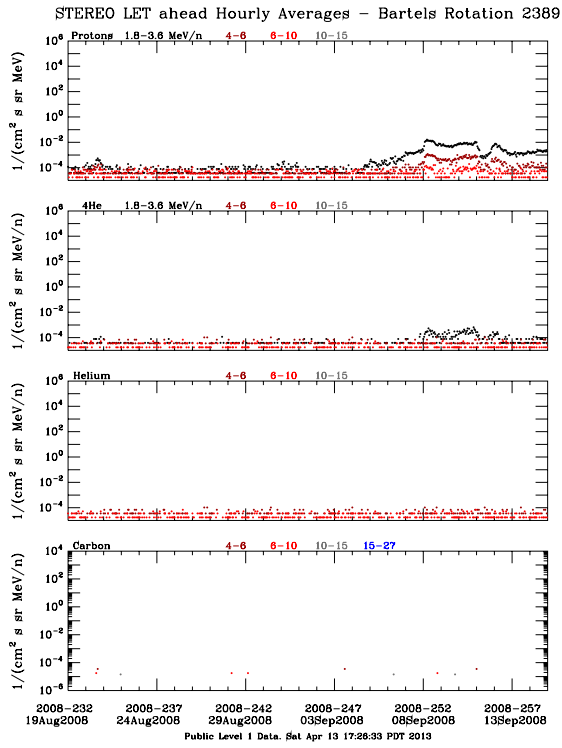 STEREO LET ahead Hourly Averages – Bartels Rotation 2389
Protons 1.8–3.6 MeV/n 4–6 6–10 10–15
10^6
10^4
10^2
10^0
10^-2
10^-4
1/(cm^2 s sr MeV)
4He 1.8–3.6 MeV/n 4–6 6–10 10–15
10^6
10^4
10^2
10^0
10^-2
10^-4
1/(cm^2 s sr MeV/n)
Helium 4–6 6–10 10–15
10^6
10^4
10^2
10^0
10^-2
10^-4
1/(cm^2 s sr MeV/n)
Carbon 4–6 6–10 10–15 15–27
10^4
10^2
10^0
10^-2
10^-4
10^-6
1/(cm^2 s sr MeV/n)
2008–232 2008–237 2008–242 2008–247 2008–252 2008–257
19Aug2008 24Aug2008 29Aug2008 03Sep2008 08Sep2008 13Sep2008
Public Level 1 Data. Sat Apr 13 17:26:33 PDT 2013